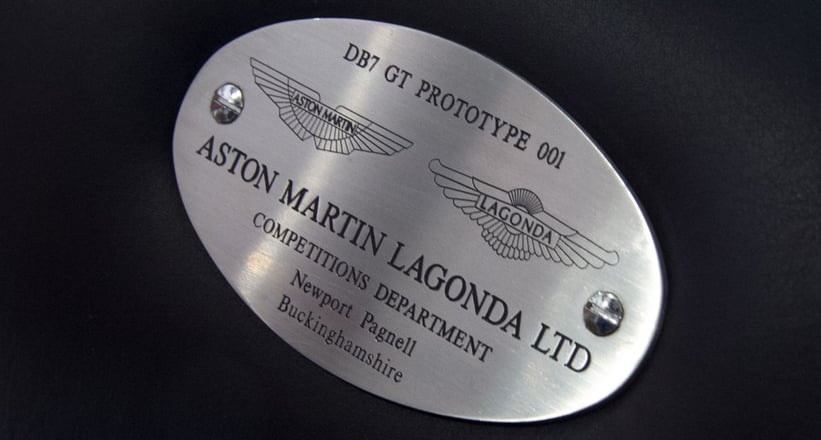 DB7 GT PROTOTYPE 001
ASTON MARTIN
LAGONDA
ASTON MARTIN LAGONDA LTD
COMPETITIONS DEPARTMENT
Newport Pagnell
Buckinghamshire